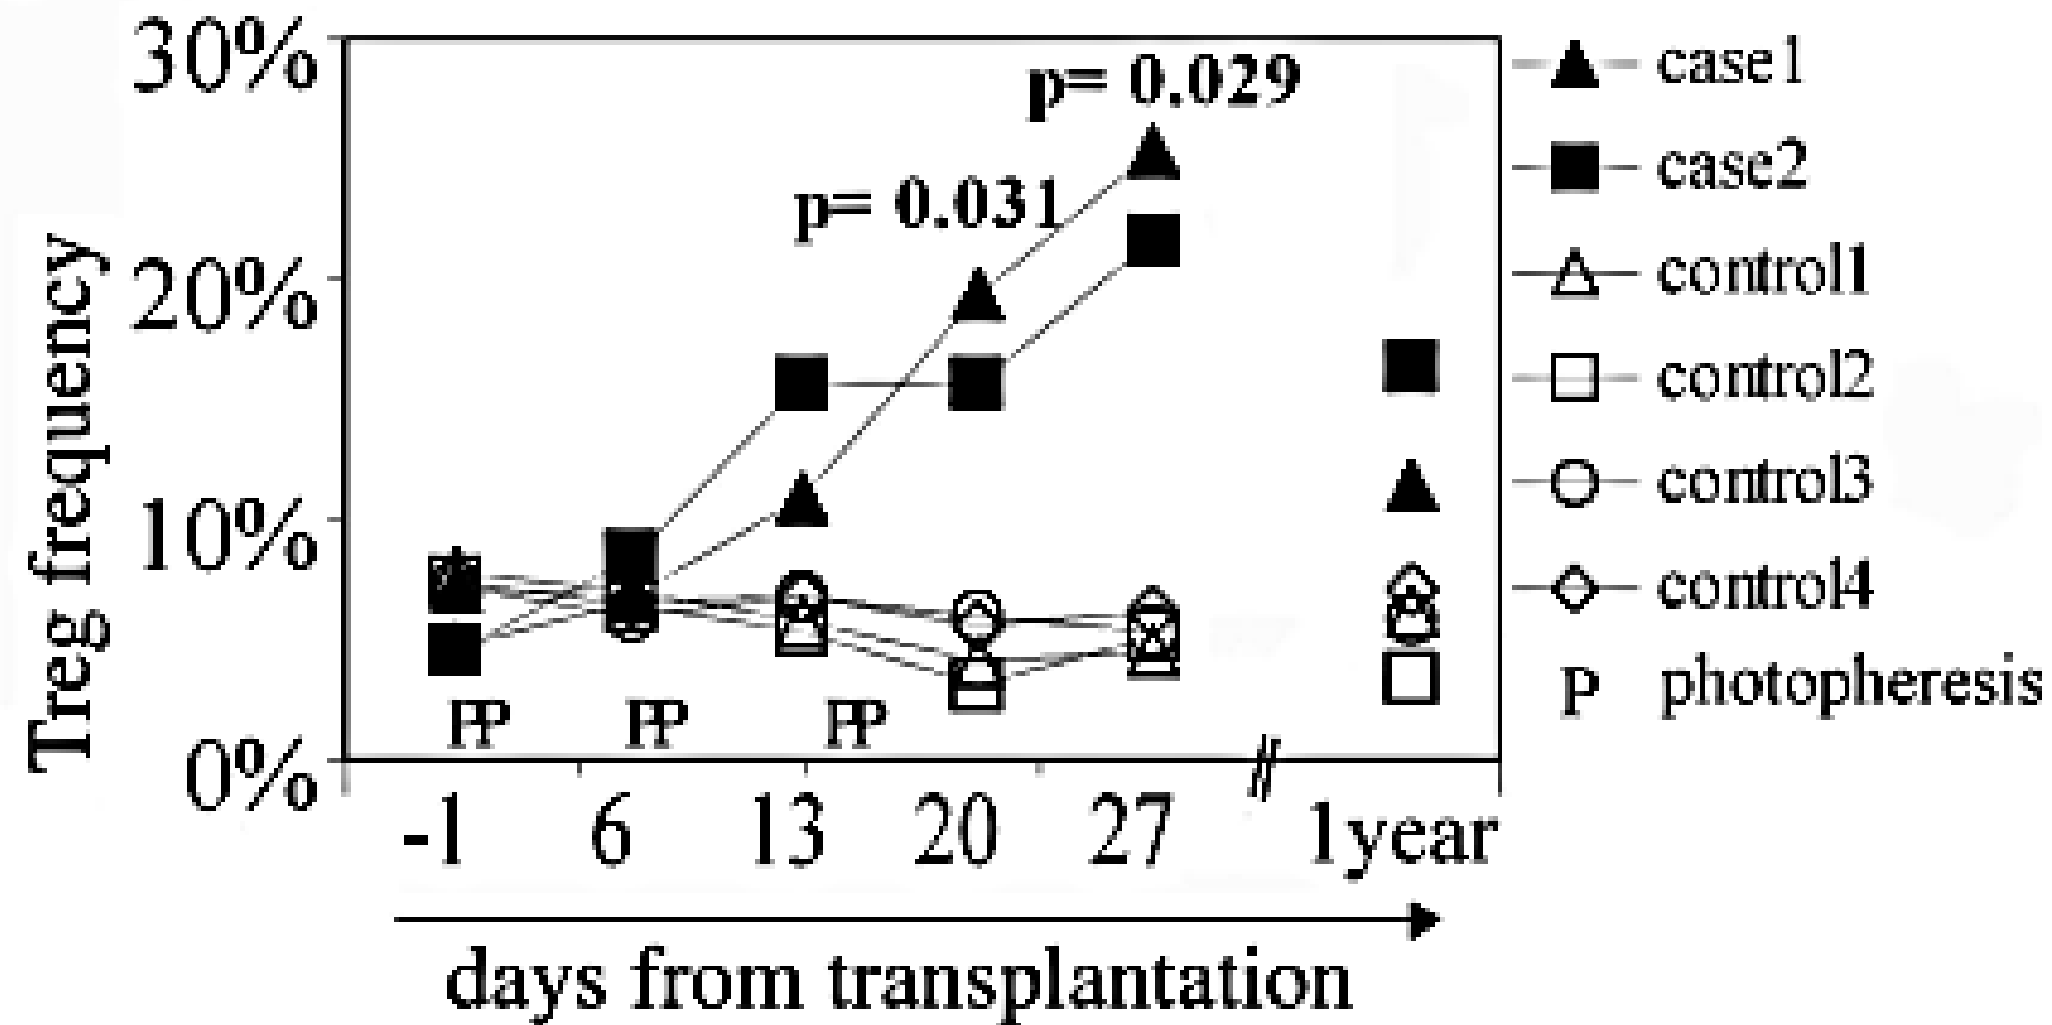 30%
20%
10%
0%
Treg frequency
p= 0.029
p= 0.031
PP PP PP
-1 6 13 20 27 1year
days from transplantation
case1
case2
control1
control2
control3
control4
P photopheresis